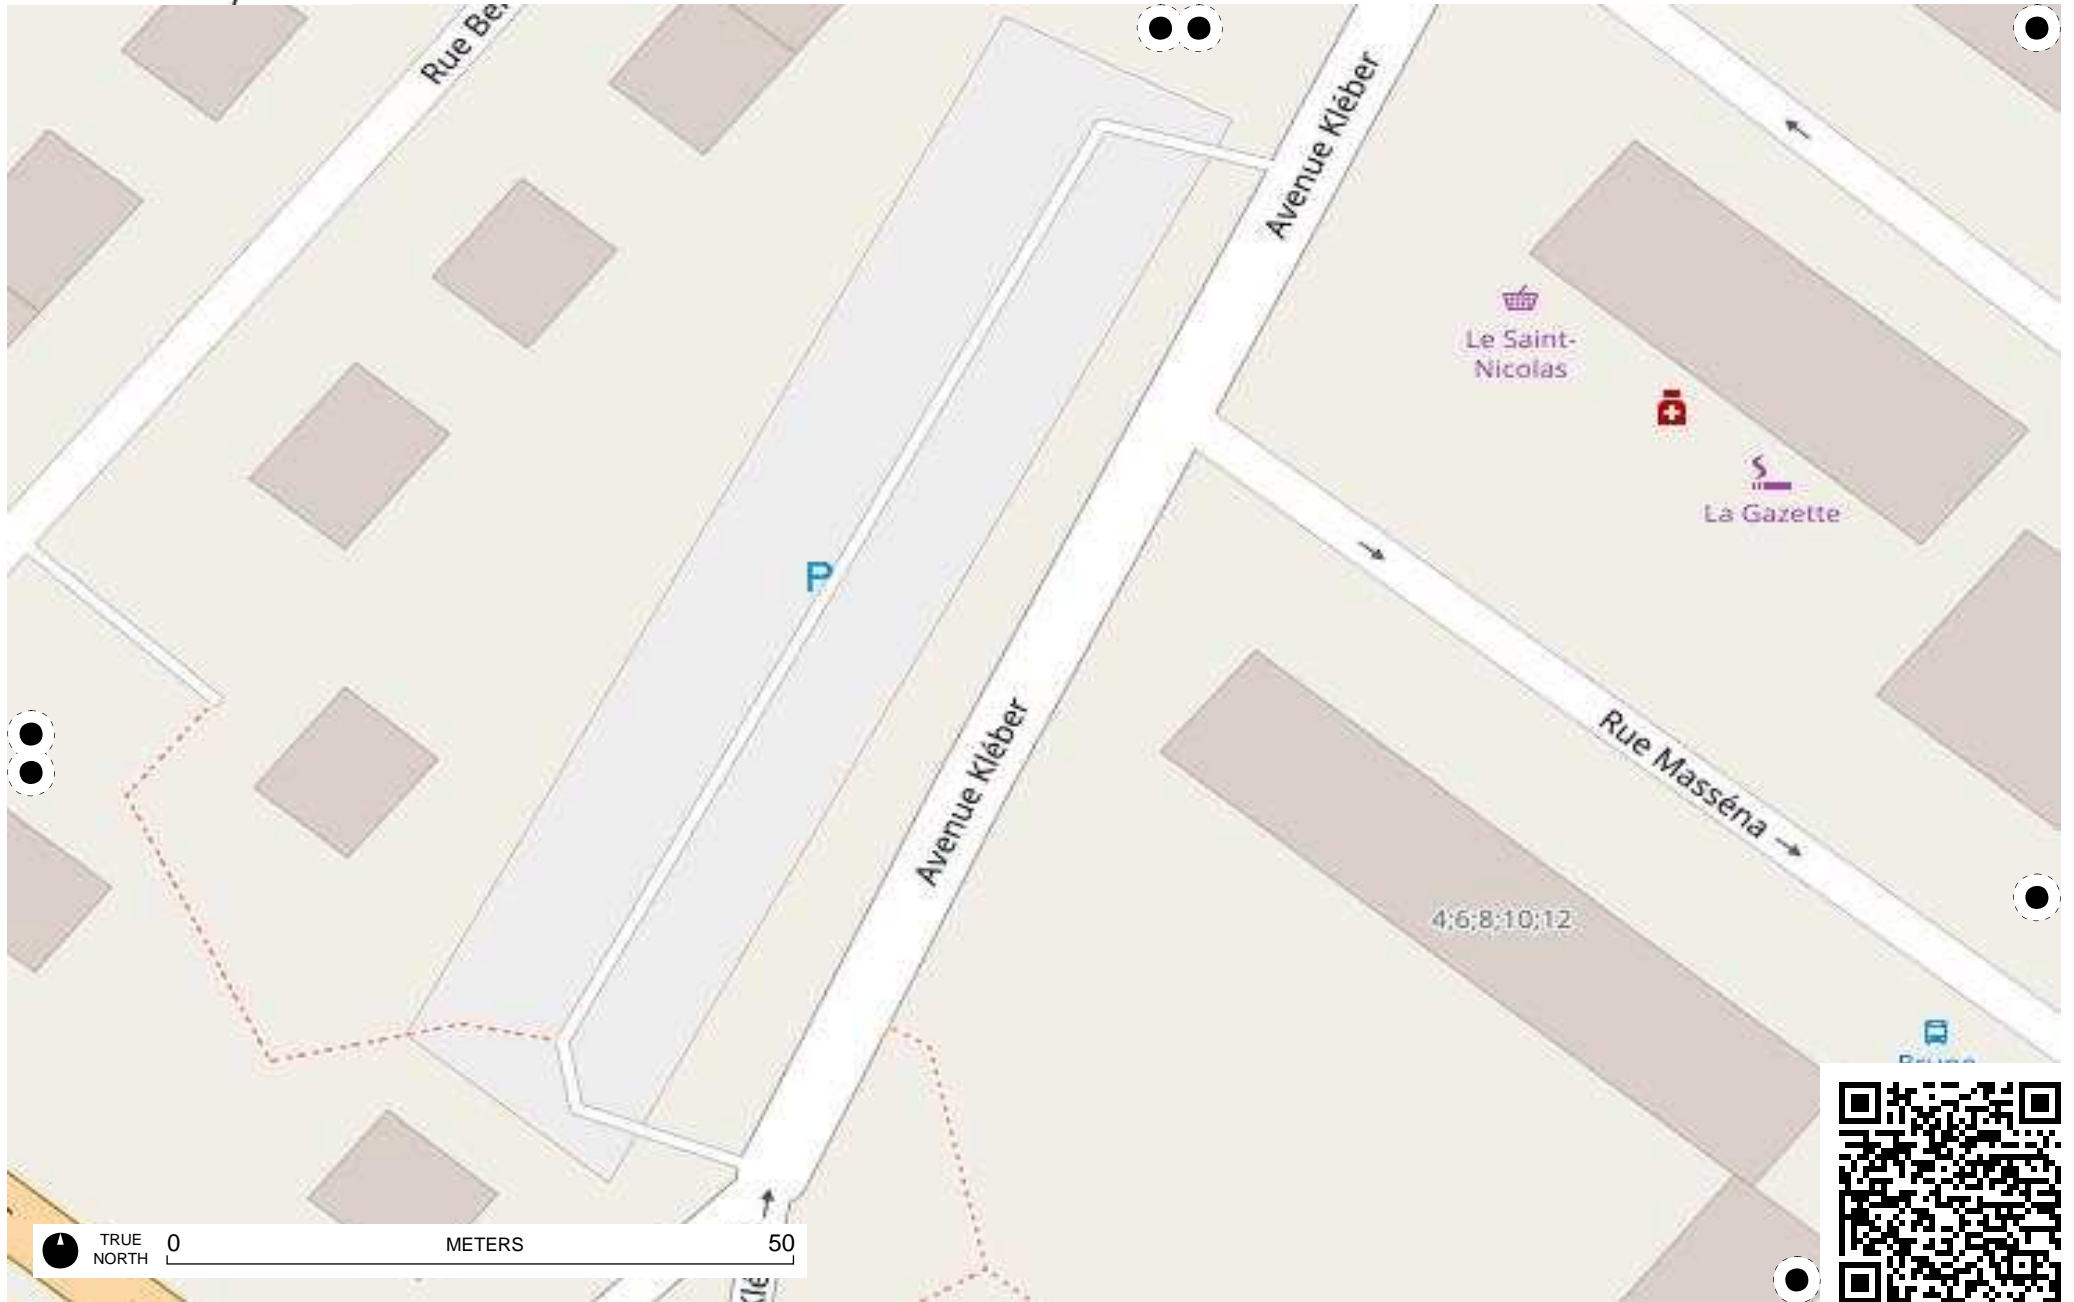 Rue Be
Avenue Kléber
Le Saint-
Nicolas
La Gazette
P
Avenue Kléber
Rue Masséna
4;6;8;10;12
TRUE
NORTH
0
METERS
50